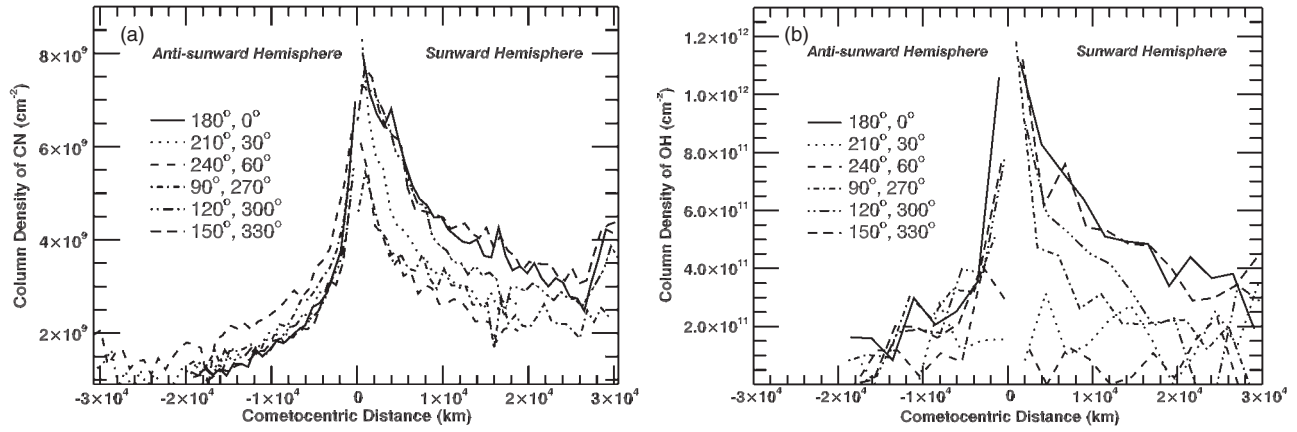 (a)
Anti-sunward Hemisphere
Sunward Hemisphere
180°, 0°
210°, 30°
240°, 60°
90°, 270°
120°, 300°
150°, 330°
8×10⁹
6×10⁹
4×10⁹
2×10⁹
Column Density of CN (cm⁻²)
-3×10⁴ -2×10⁴ -1×10⁴ 0 1×10⁴ 2×10⁴ 3×10⁴
Cometocentric Distance (km)
(b)
Anti-sunward Hemisphere
Sunward Hemisphere
180°, 0°
210°, 30°
240°, 60°
90°, 270°
120°, 300°
150°, 330°
1.2×10¹²
1.0×10¹²
8.0×10¹¹
6.0×10¹¹
4.0×10¹¹
2.0×10¹¹
0
Column Density of OH (cm⁻²)
-3×10⁴ -2×10⁴ -1×10⁴ 0 1×10⁴ 2×10⁴ 3×10⁴
Cometocentric Distance (km)